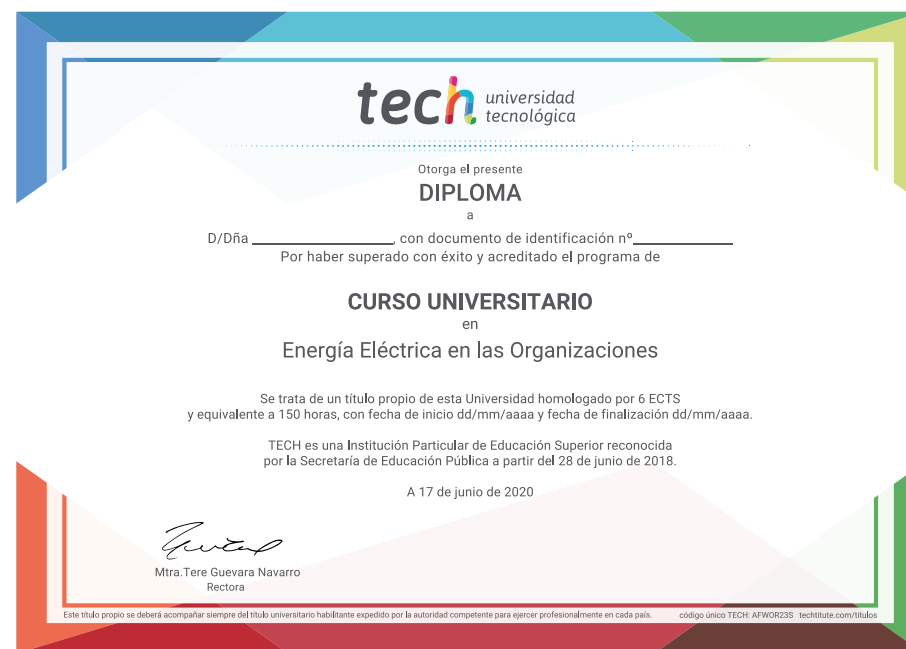 tech universidad
tecnológica
Otorga el presente
DIPLOMA
a
D/Dña ____________________, con documento de identificación nº______________
Por haber superado con éxito y acreditado el programa de
CURSO UNIVERSITARIO
en
Energía Eléctrica en las Organizaciones
Se trata de un título propio de esta Universidad homologado por 6 ECTS
y equivalente a 150 horas, con fecha de inicio dd/mm/aaaa y fecha de finalización dd/mm/aaaa.
TECH es una Institución Particular de Educación Superior reconocida
por la Secretaría de Educación Pública a partir del 28 de junio de 2018.
A 17 de junio de 2020
Mtra.Tere Guevara Navarro
Rectora
Este título propio se deberá acompañar siempre del título universitario habilitante expedido por la autoridad competente para ejercer profesionalmente en cada país. código único TECH: AFWOR23S techtitute.com/titulos